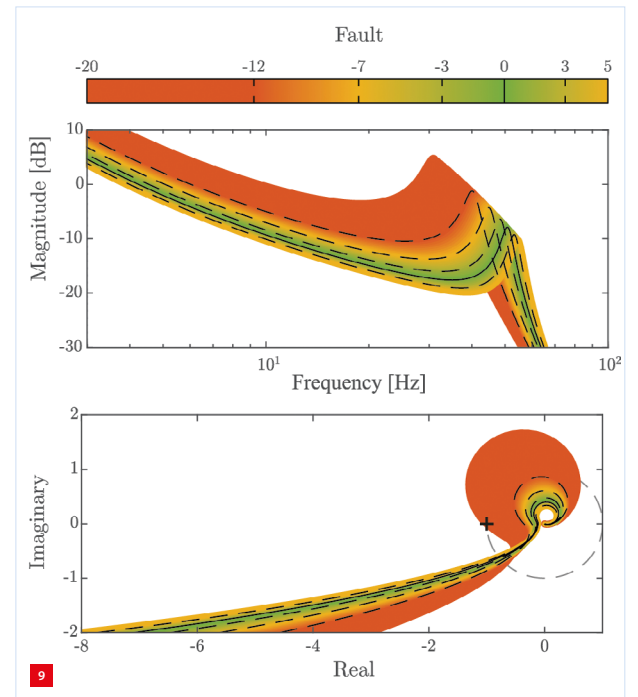 Fault
-20 -12 -7 -3 0 3 5
10
0
-10
-20
-30
Magnitude [dB]
10¹ 10²
Frequency [Hz]
2
1
0
-1
-2
Imaginary
-8 -6 -4 -2 0
Real
9